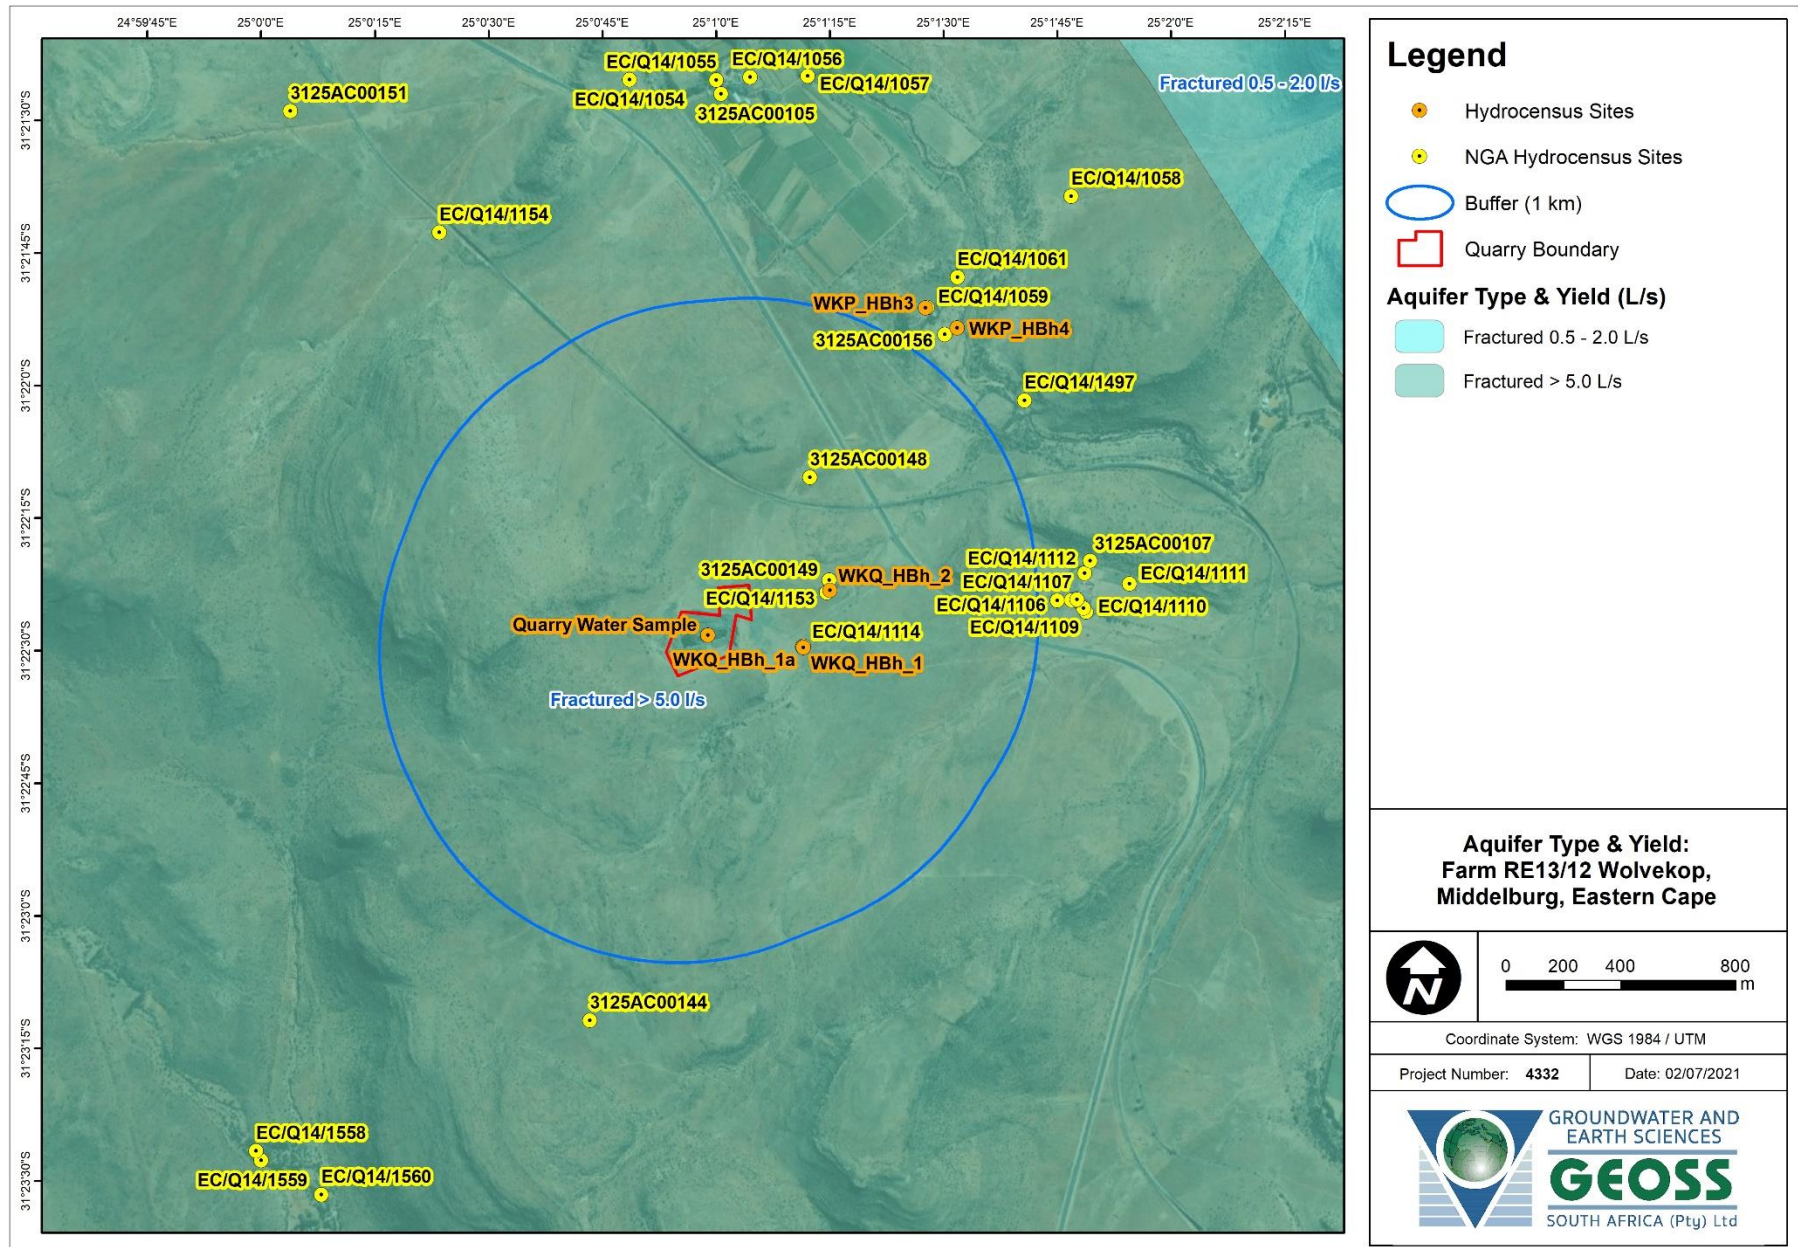 24°59'45"E
25°0'0"E
25°0'15"E
25°0'30"E
25°0'45"E
25°1'0"E
25°1'15"E
25°1'30"E
25°1'45"E
25°2'0"E
25°2'15"E
31°21'30"S
31°21'45"S
31°22'0"S
31°22'15"S
31°22'30"S
31°22'45"S
31°23'0"S
31°23'15"S
31°23'30"S
EC/Q14/1055
EC/Q14/1056
Fractured 0.5 - 2.0 l/s
EC/Q14/1057
3125AC00151
EC/Q14/1054
3125AC00105
EC/Q14/1058
EC/Q14/1154
EC/Q14/1061
WKP_HBh3
EC/Q14/1059
WKP_HBh4
3125AC00156
EC/Q14/1497
3125AC00148
3125AC00107
EC/Q14/1112
3125AC00149
WKQ_HBh_2
EC/Q14/1107
EC/Q14/1111
EC/Q14/1153
EC/Q14/1106
EC/Q14/1110
Quarry Water Sample
EC/Q14/1109
EC/Q14/1114
WKQ_HBh_1a
WKQ_HBh_1
Fractured > 5.0 l/s
3125AC00144
EC/Q14/1558
EC/Q14/1559
EC/Q14/1560
Legend
Hydrocensus Sites
NGA Hydrocensus Sites
Buffer (1 km)
Quarry Boundary
Aquifer Type & Yield (L/s)
Fractured 0.5 - 2.0 L/s
Fractured > 5.0 L/s
Aquifer Type & Yield:
Farm RE13/12 Wolvekop,
Middelburg, Eastern Cape
N
0 200 400 800
m
Coordinate System: WGS 1984 / UTM
Project Number: 4332
Date: 02/07/2021
GROUNDWATER AND
EARTH SCIENCES
GEOSS
SOUTH AFRICA (Pty) Ltd